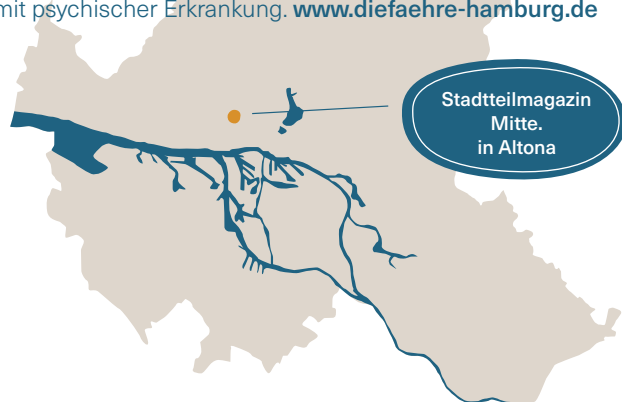 mit psychischer Erkrankung. www.diefaehre-hamburg.de
Stadtteilmagazin
Mitte.
in Altona